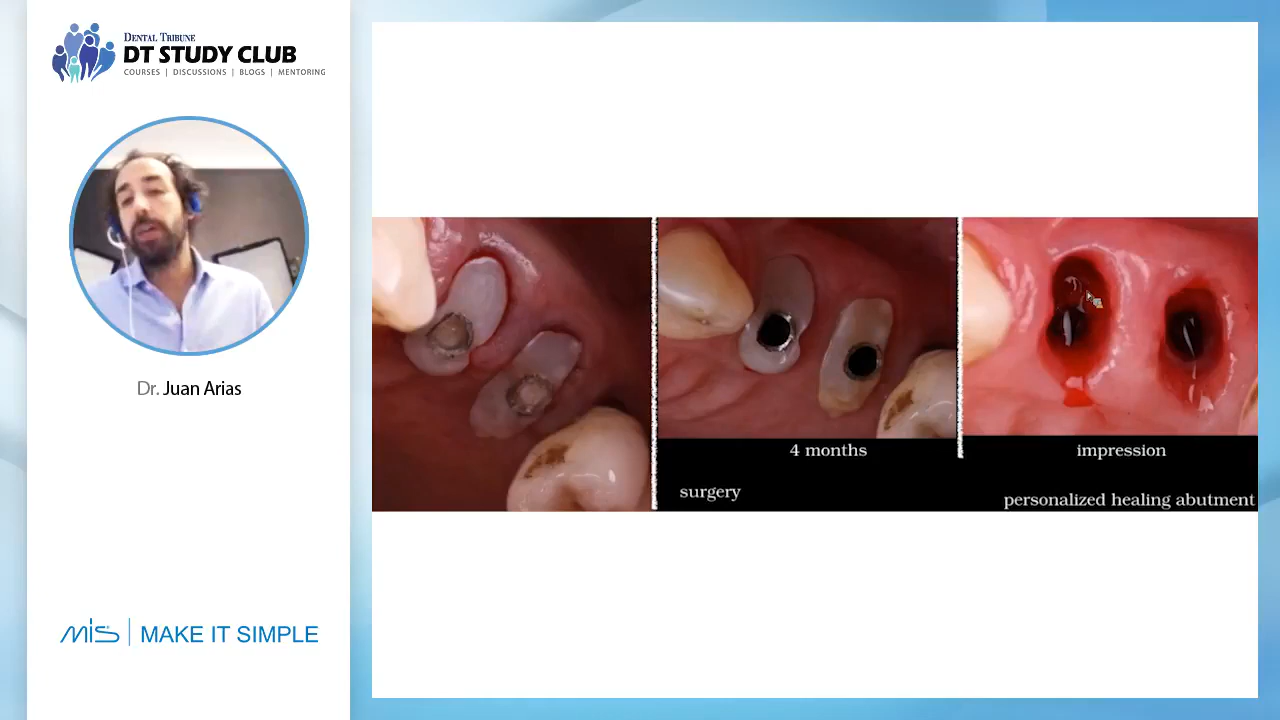 DENTAL TRIBUNE
DT STUDY CLUB
COURSES | DISCUSSIONS | BLOGS | MENTORING
Dr. Juan Arias
MIS | MAKE IT SIMPLE
4 months
surgery
impression
personalized healing abutment